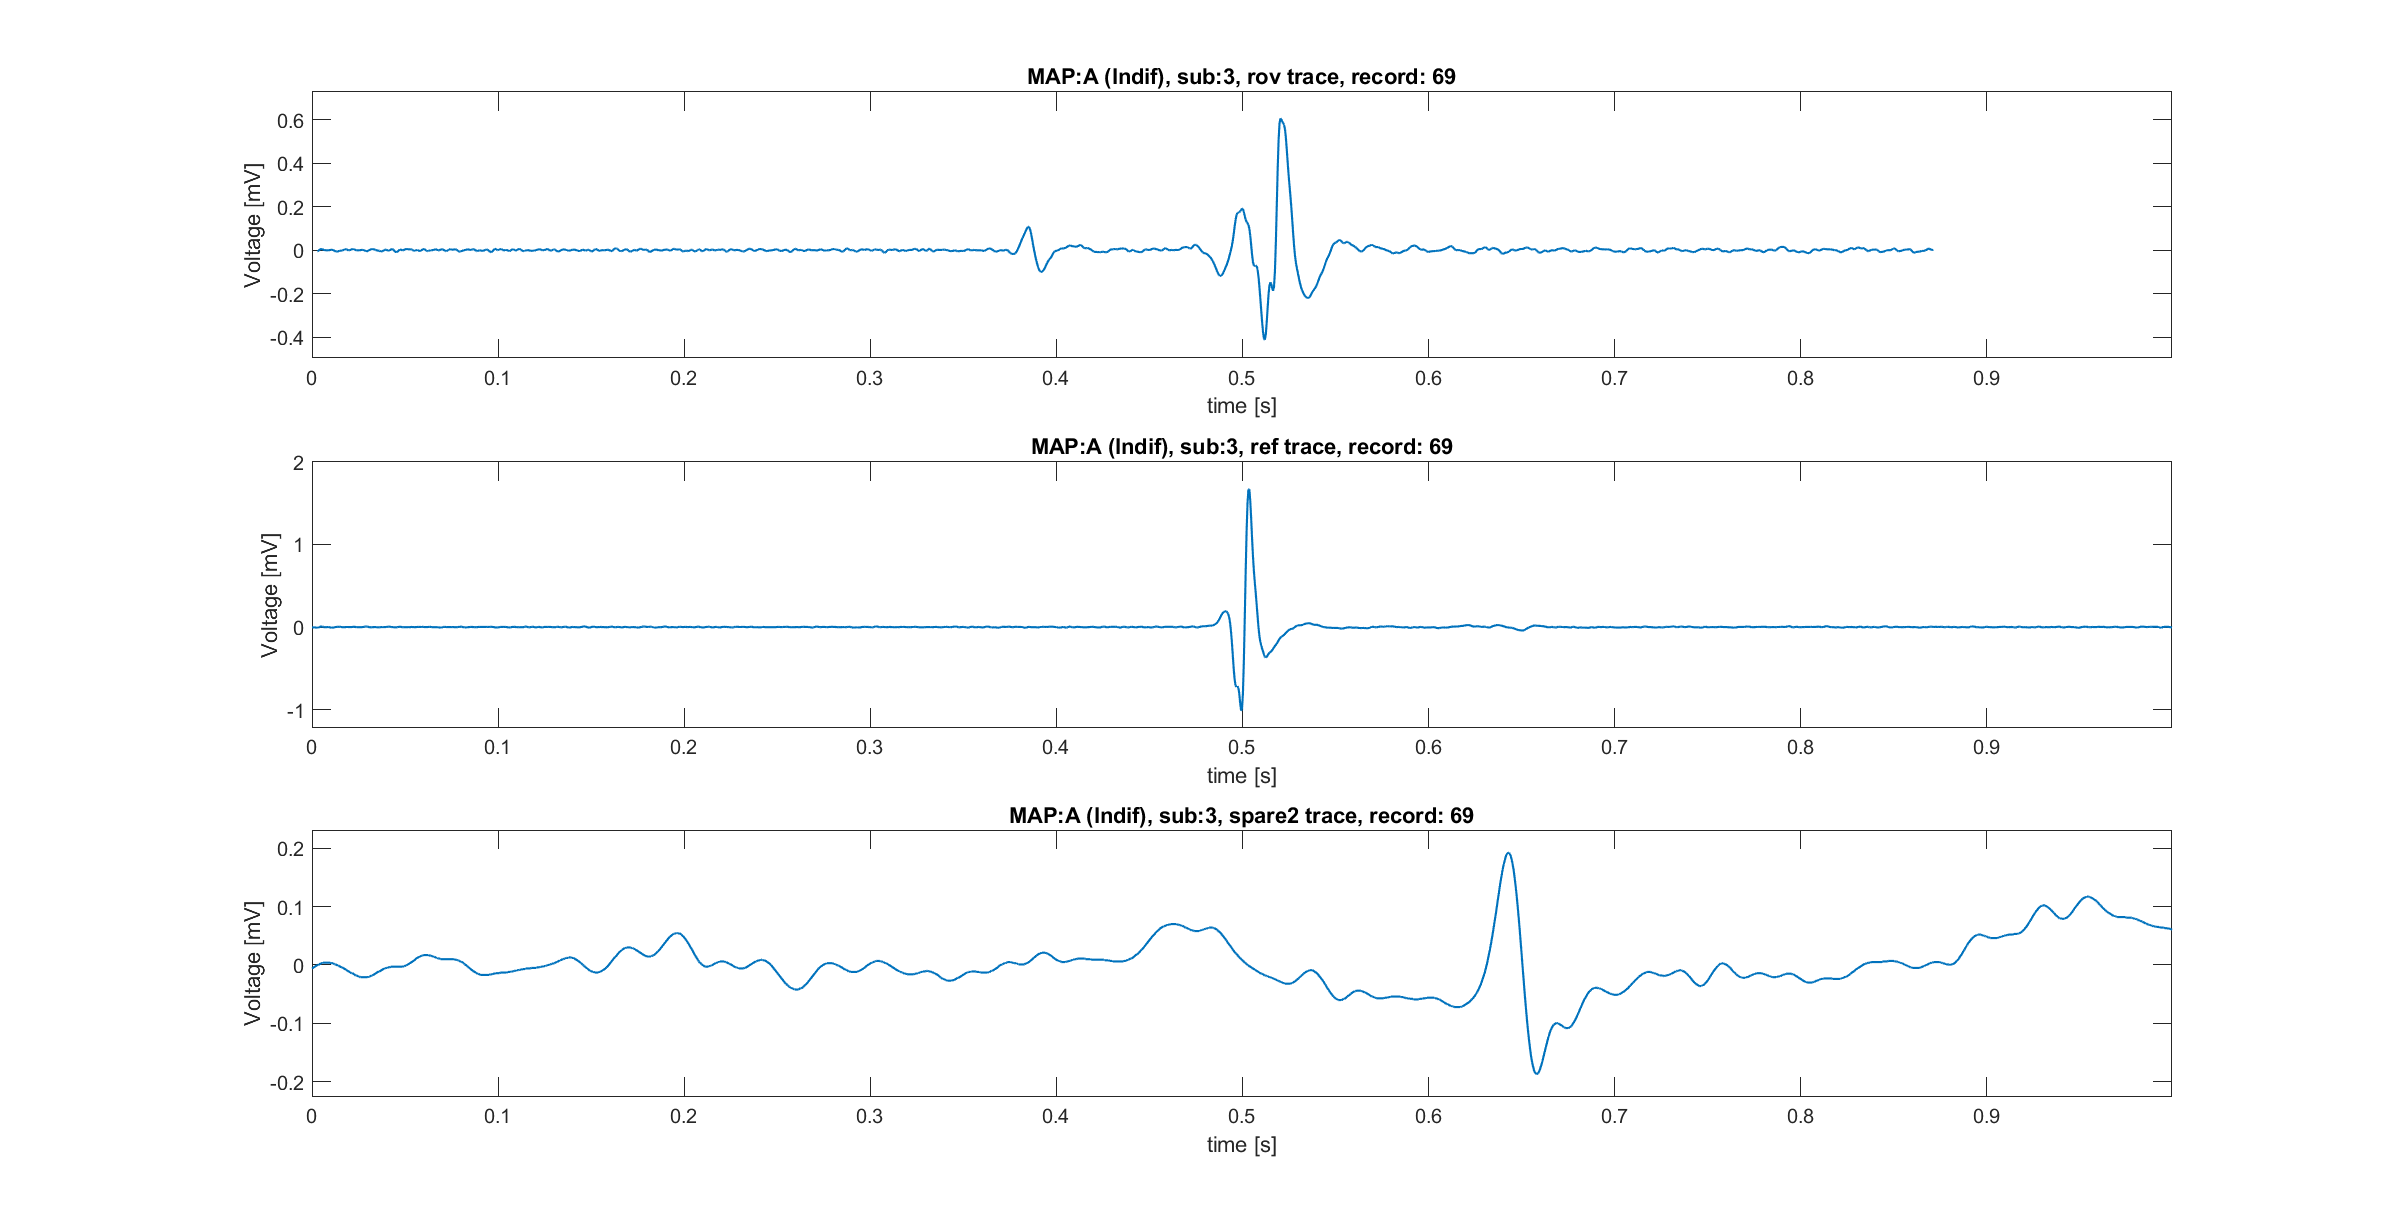 MAP:A (Indif), sub:3, rov trace, record: 69
Voltage [mV]
0.6
0.4
0.2
0
-0.2
-0.4
0 0.1 0.2 0.3 0.4 0.5 0.6 0.7 0.8 0.9
time [s]
MAP:A (Indif), sub:3, ref trace, record: 69
Voltage [mV]
2
1
0
-1
0 0.1 0.2 0.3 0.4 0.5 0.6 0.7 0.8 0.9
time [s]
MAP:A (Indif), sub:3, spare2 trace, record: 69
Voltage [mV]
0.2
0.1
0
-0.1
-0.2
0 0.1 0.2 0.3 0.4 0.5 0.6 0.7 0.8 0.9
time [s]